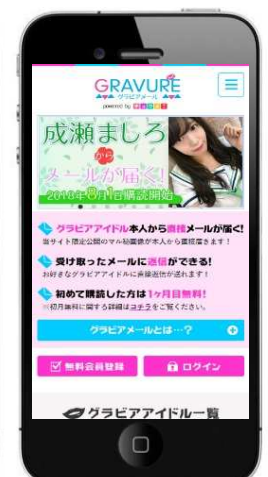 GRAVURE
グラビアメール
powered by
成瀬ましろ
から
メールが届く!
2018年8月1日購読開始
グラビアアイドル本人から直接メールが届く!
当サイト限定公開のマル秘画像が本人から直接届きます!
受け取ったメールに返信ができる!
お好きなグラビアアイドルに直接返信が送れます!
初めて購読した方は1ヶ月目無料!
※初月無料に関する詳細はコチラをご覧ください。
グラビアメールとは…?
無料会員登録
ログイン
グラビアアイドル一覧